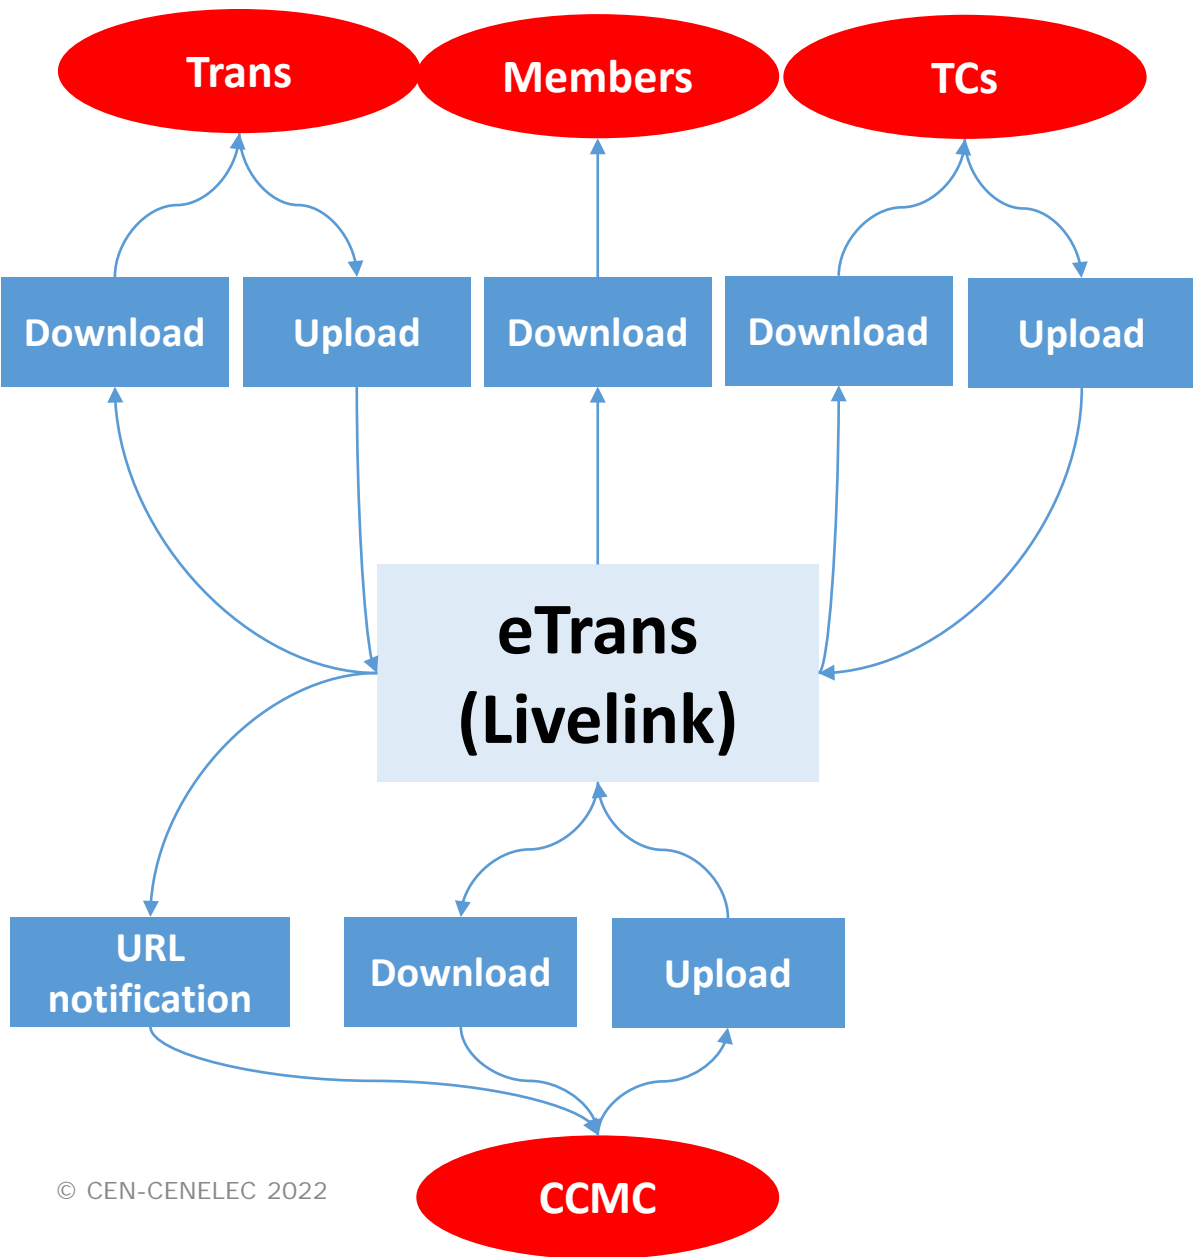 Trans
Members
TCs
Download
Upload
Download
Download
Upload
eTrans
(Livelink)
URL
notification
Download
Upload
© CEN-CENELEC 2022
CCMC